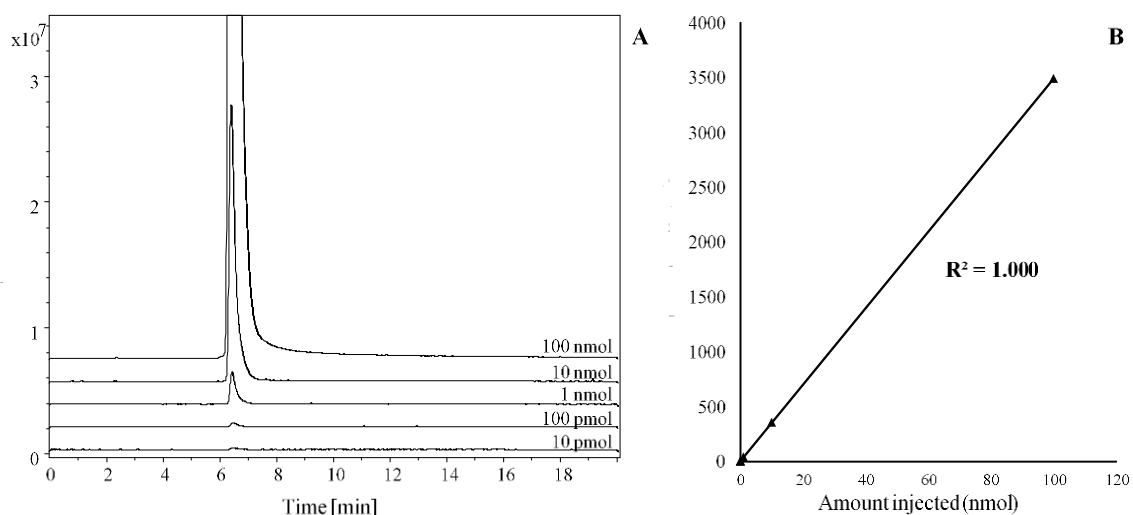 x10⁷
A
3
2
1
0
100 nmol
10 nmol
1 nmol
100 pmol
10 pmol
0 2 4 6 8 10 12 14 16 18
Time [min]
B
4000
3500
3000
2500
2000
1500
1000
500
0
R² = 1.000
0 20 40 60 80 100 120
Amount injected (nmol)